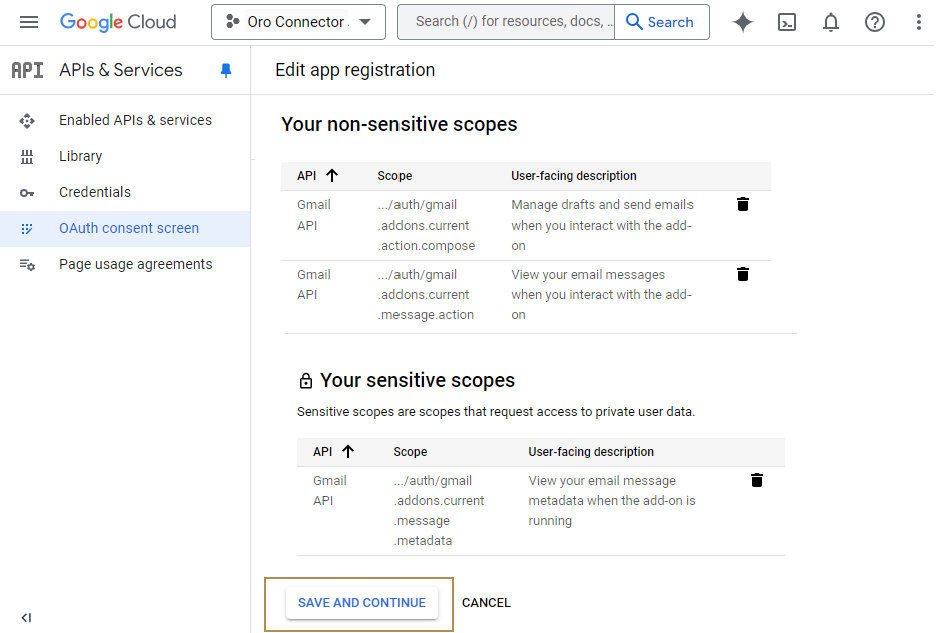 Google Cloud
Oro Connector
Search (/) for resources, docs, ..
Search
API
APIs & Services
Edit app registration
Enabled APIs & services
Library
Credentials
OAuth consent screen
Page usage agreements
Your non-sensitive scopes
API Scope User-facing description
Gmail .../auth/gmail Manage drafts and send emails
API .addons.current when you interact with the add-
.action.compose on
Gmail .../auth/gmail View your email messages
API .addons.current when you interact with the add-
.message.action on
Your sensitive scopes
Sensitive scopes are scopes that request access to private user data.
API Scope User-facing description
Gmail .../auth/gmail View your email message
API .addons.current metadata when the add-on is
.message running
.metadata
SAVE AND CONTINUE CANCEL